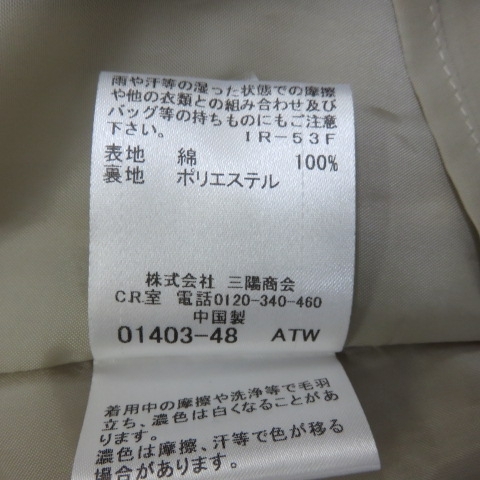 雨や汗等の湿った状態での摩擦
や他の衣類との組み合わせ及び
バッグ等の持ちものにもご注意
下さい。 IR-53F
表地 綿 100%
裏地 ポリエステル
株式会社 三陽商会
C.R.室 電話0120-340-460
中国製
01403-48 ATW
着用中の摩擦や洗浄等で毛羽
立ち、濃色は白くなることがあ
ります。
濃色は摩擦、汗等で色が移る
場合があります。